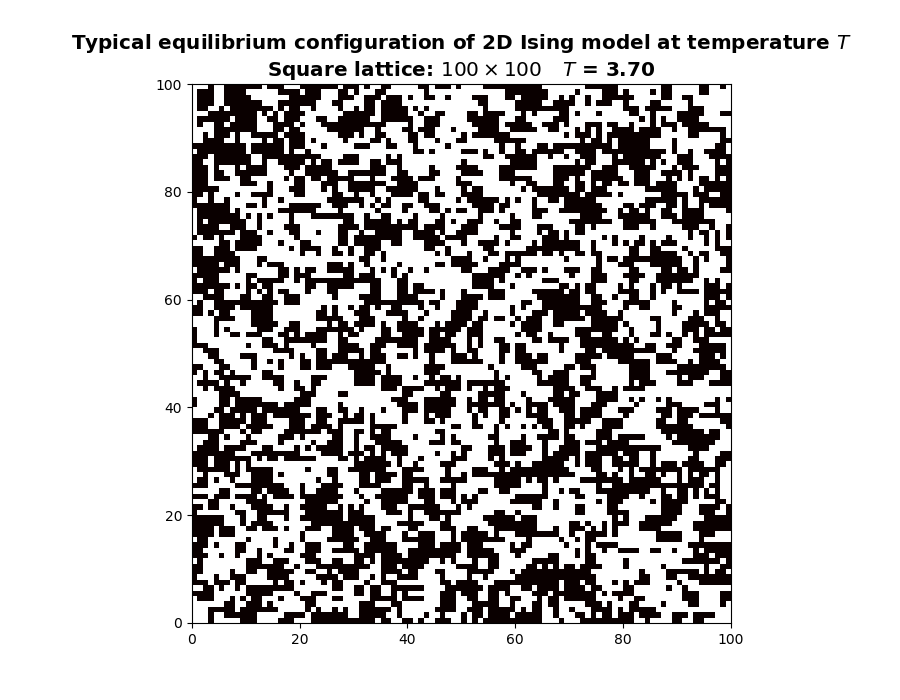 Typical equilibrium configuration of 2D Ising model at temperature T
Square lattice: 100 × 100 T = 3.70
100
80
60
40
20
0
0 20 40 60 80 100